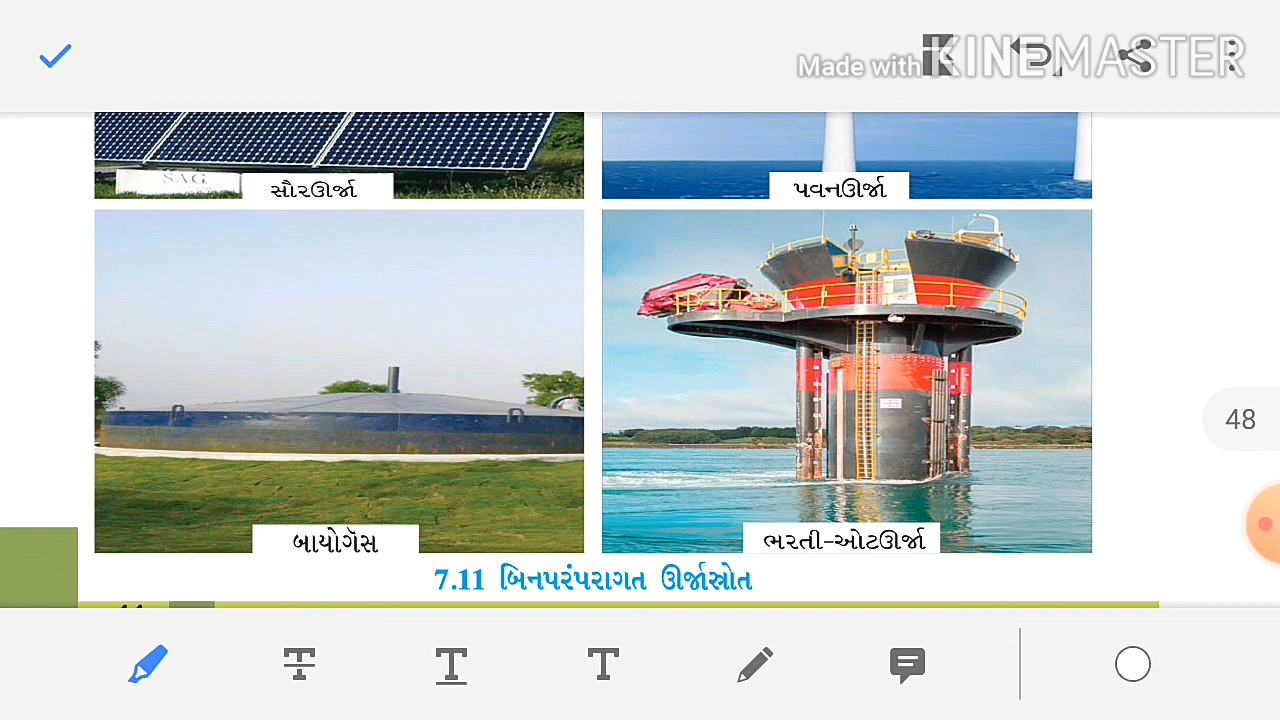 Made with KINEMASTER
SAG
સૌરઊર્જા
પવનઊર્જા
48
બાયોગૅસ
ભરતી-ઓટઊર્જા
7.11 બિનપરંપરાગત ઊર્જાસ્રોત
T T T